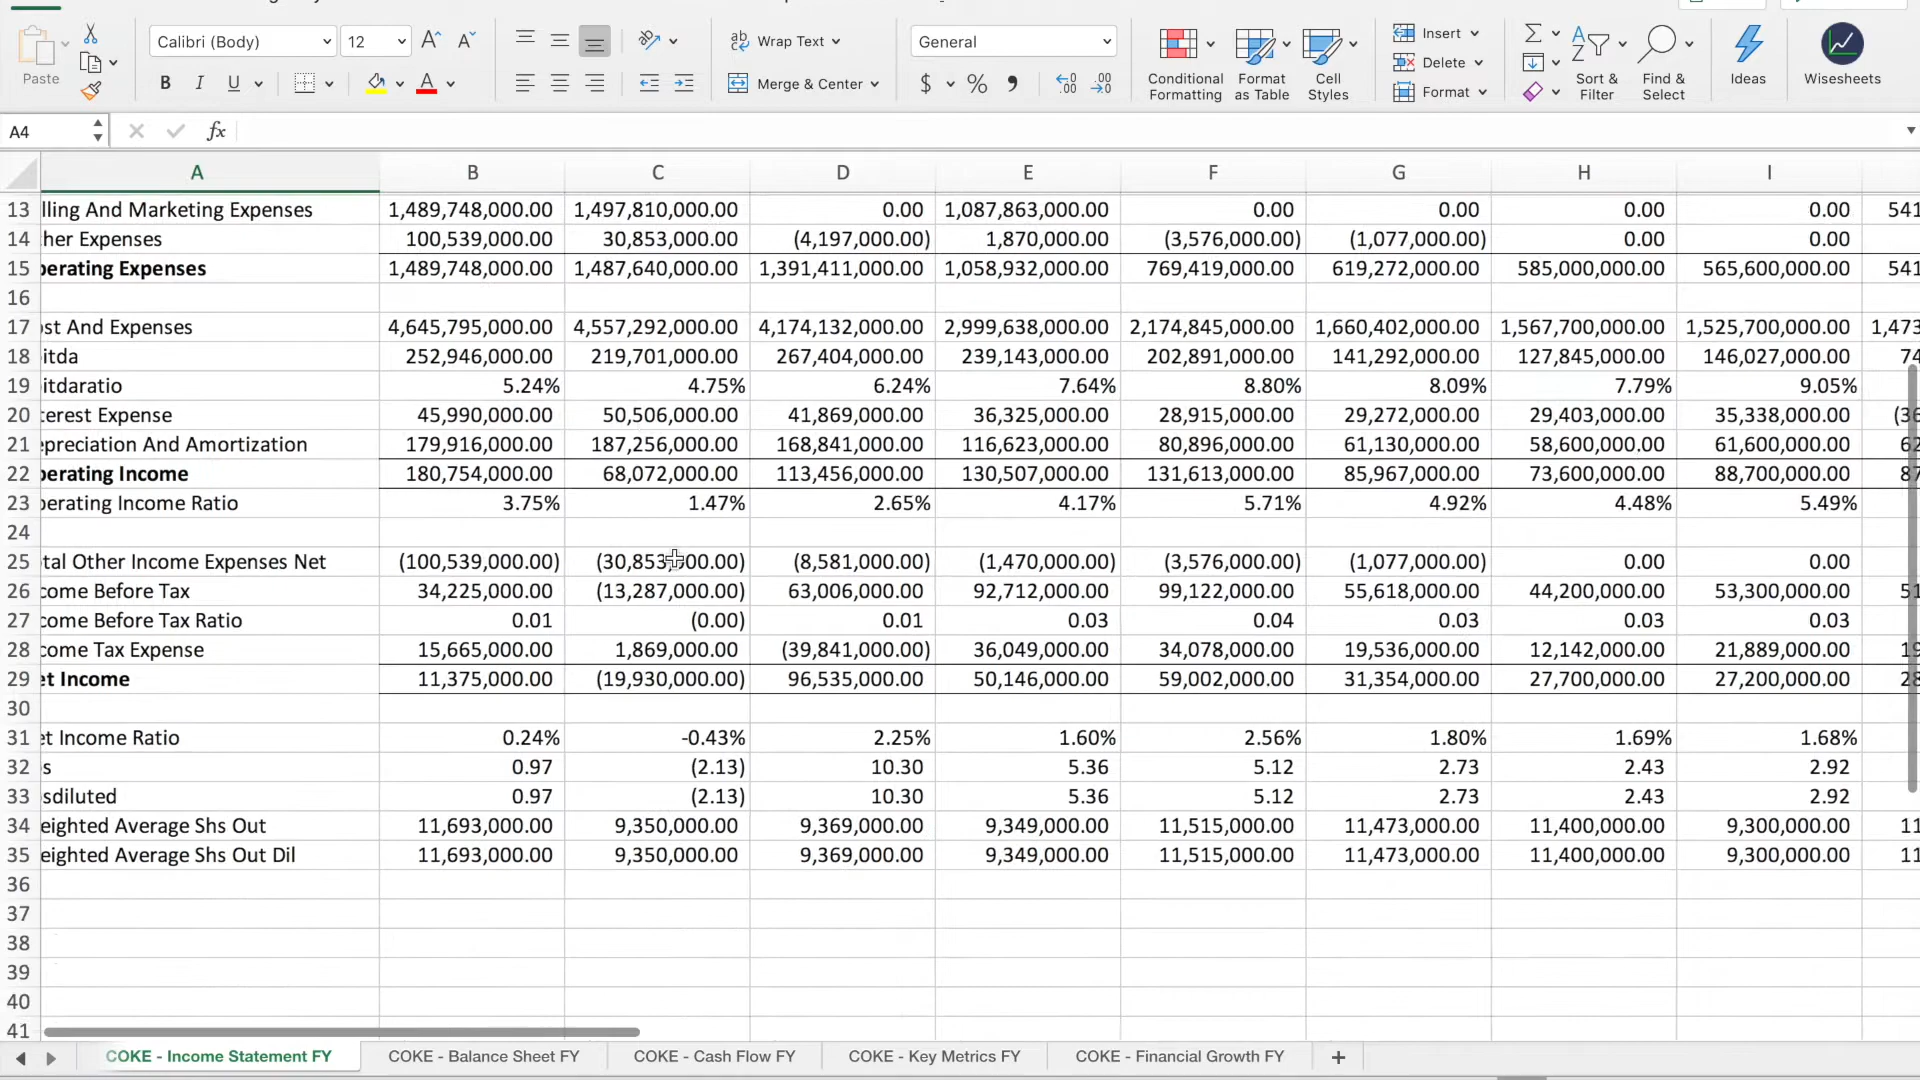 Calibri (Body) 12 Wrap Text General Insert
Paste Delete
B I U Merge & Center $ % Conditional Formatting Format as Table Cell Styles Format Sort & Filter Find & Select Ideas Wisesheets
A4 fx
A B C D E F G H I
13 lling And Marketing Expenses 1,489,748,000.00 1,497,810,000.00 0.00 1,087,863,000.00 0.00 0.00 0.00 0.00 541
14 her Expenses 100,539,000.00 30,853,000.00 (4,197,000.00) 1,870,000.00 (3,576,000.00) (1,077,000.00) 0.00 0.00
15 perating Expenses 1,489,748,000.00 1,487,640,000.00 1,391,411,000.00 1,058,932,000.00 769,419,000.00 619,272,000.00 585,000,000.00 565,600,000.00 541
16
17 ost And Expenses 4,645,795,000.00 4,557,292,000.00 4,174,132,000.00 2,999,638,000.00 2,174,845,000.00 1,660,402,000.00 1,567,700,000.00 1,525,700,000.00 1,473
18 itda 252,946,000.00 219,701,000.00 267,404,000.00 239,143,000.00 202,891,000.00 141,292,000.00 127,845,000.00 146,027,000.00 74
19 itdaratio 5.24% 4.75% 6.24% 7.64% 8.80% 8.09% 7.79% 9.05%
20 terest Expense 45,990,000.00 50,506,000.00 41,869,000.00 36,325,000.00 28,915,000.00 29,272,000.00 29,403,000.00 35,338,000.00 (36
21 epreciation And Amortization 179,916,000.00 187,256,000.00 168,841,000.00 116,623,000.00 80,896,000.00 61,130,000.00 58,600,000.00 61,600,000.00 62
22 perating Income 180,754,000.00 68,072,000.00 113,456,000.00 130,507,000.00 131,613,000.00 85,967,000.00 73,600,000.00 88,700,000.00 87
23 perating Income Ratio 3.75% 1.47% 2.65% 4.17% 5.71% 4.92% 4.48% 5.49%
24
25 tal Other Income Expenses Net (100,539,000.00) (30,853,000.00) (8,581,000.00) (1,470,000.00) (3,576,000.00) (1,077,000.00) 0.00 0.00
26 come Before Tax 34,225,000.00 (13,287,000.00) 63,006,000.00 92,712,000.00 99,122,000.00 55,618,000.00 44,200,000.00 53,300,000.00 51
27 come Before Tax Ratio 0.01 (0.00) 0.01 0.03 0.04 0.03 0.03 0.03
28 come Tax Expense 15,665,000.00 1,869,000.00 (39,841,000.00) 36,049,000.00 34,078,000.00 19,536,000.00 12,142,000.00 21,889,000.00 19
29 et Income 11,375,000.00 (19,930,000.00) 96,535,000.00 50,146,000.00 59,002,000.00 31,354,000.00 27,700,000.00 27,200,000.00 28
30
31 et Income Ratio 0.24% -0.43% 2.25% 1.60% 2.56% 1.80% 1.69% 1.68%
32 s 0.97 (2.13) 10.30 5.36 5.12 2.73 2.43 2.92
33 sdiluted 0.97 (2.13) 10.30 5.36 5.12 2.73 2.43 2.92
34 eighted Average Shs Out 11,693,000.00 9,350,000.00 9,369,000.00 9,349,000.00 11,515,000.00 11,473,000.00 11,400,000.00 9,300,000.00 11
35 eighted Average Shs Out Dil 11,693,000.00 9,350,000.00 9,369,000.00 9,349,000.00 11,515,000.00 11,473,000.00 11,400,000.00 9,300,000.00 11
36
37
38
39
40
41
COKE - Income Statement FY COKE - Balance Sheet FY COKE - Cash Flow FY COKE - Key Metrics FY COKE - Financial Growth FY +